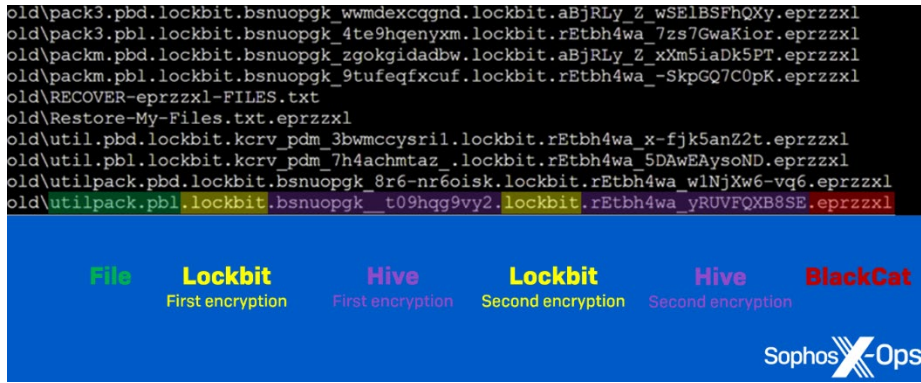 old\pack3.pbd.lockbit.bsnuopgk_wwmdexcqgnd.lockbit.aBjRLy_Z_wSElBSFhQXy.eprzzxl
old\pack3.pbl.lockbit.bsnuopgk_4te9hqenyxm.lockbit.rEtbh4wa_7zs7GwaKior.eprzzxl
old\packm.pbd.lockbit.bsnuopgk_zgokgidadbw.lockbit.aBjRLy_Z_xXm5iaDk5PT.eprzzxl
old\packm.pbl.lockbit.bsnuopgk_9tufeqfxcuf.lockbit.rEtbh4wa_-SkpGQ7C0pK.eprzzxl
old\RECOVER-eprzzxl-FILES.txt
old\Restore-My-Files.txt.eprzzxl
old\util.pbd.lockbit.kcrv_pdm_3bwmccysri1.lockbit.rEtbh4wa_x-fjk5anZ2t.eprzzxl
old\util.pbl.lockbit.kcrv_pdm_7h4achmtaz_.lockbit.rEtbh4wa_5DAwEAysoND.eprzzxl
old\utilpack.pbd.lockbit.bsnuopgk_8r6-nr6oisk.lockbit.rEtbh4wa_w1NjXw6-vq6.eprzzxl
old\utilpack.pbl.lockbit.bsnuopgk__t09hqg9vy2.lockbit.rEtbh4wa_yRUVFQXB8SE.eprzzxl
File Lockbit Hive Lockbit Hive BlackCat
First encryption First encryption Second encryption Second encryption
Sophos X-Ops